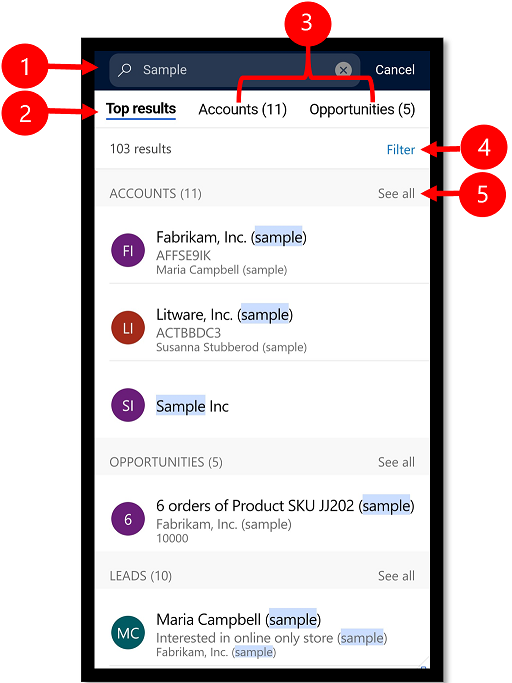 3
1
Sample
Cancel
2
Top results Accounts (11) Opportunities (5)
103 results
Filter
4
ACCOUNTS (11)
See all
5
FI
Fabrikam, Inc. (sample)
AFFSE9IK
Maria Campbell (sample)
LI
Litware, Inc. (sample)
ACTBBDC3
Susanna Stubberod (sample)
SI
Sample Inc
OPPORTUNITIES (5)
See all
6
6 orders of Product SKU JJ202 (sample)
Fabrikam, Inc. (sample)
10000
LEADS (10)
See all
MC
Maria Campbell (sample)
Interested in online only store (sample)
Fabrikam, Inc. (sample)